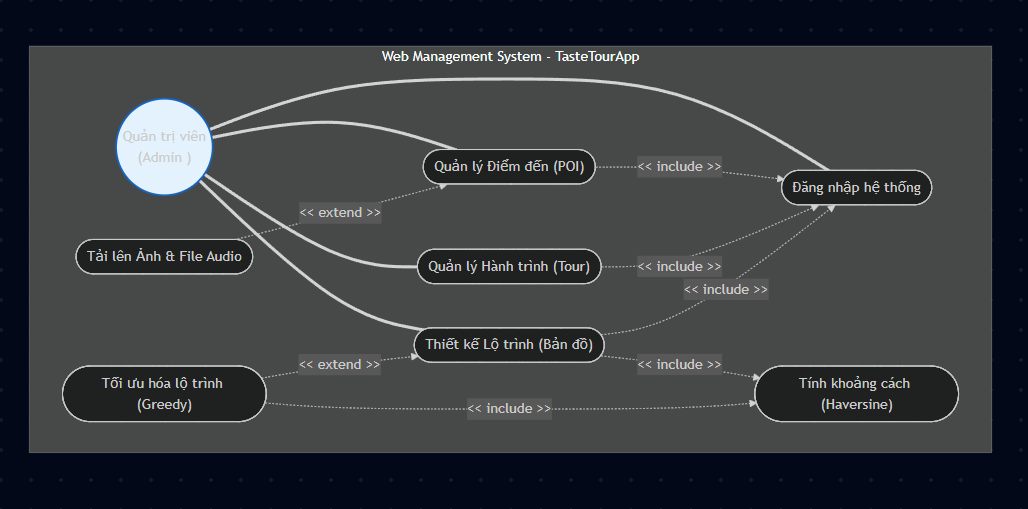 Web Management System - TasteTourApp
Quản trị viên
(Admin )
Quản lý Điểm đến (POI)
<< include >>
Đăng nhập hệ thống
<< extend >>
Tải lên Ảnh & File Audio
Quản lý Hành trình (Tour)
<< include >>
<< include >>
Thiết kế Lộ trình (Bản đồ)
<< extend >>
<< include >>
Tối ưu hóa lộ trình
(Greedy)
Tính khoảng cách
(Haversine)
<< include >>